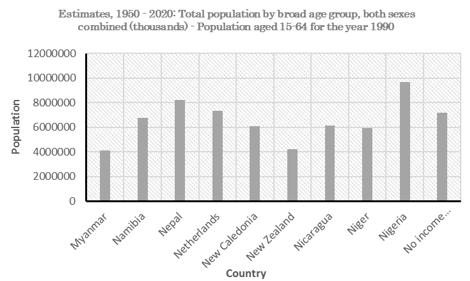 Estimates, 1950 - 2020: Total population by broad age group, both sexes
combined (thousands) - Population aged 15-64 for the year 1990
12000000
10000000
8000000
6000000
4000000
2000000
0
Population
Myanmar
Namibia
Nepal
Netherlands
New Caledonia
New Zealand
Nicaragua
Niger
Nigeria
No income...
Country